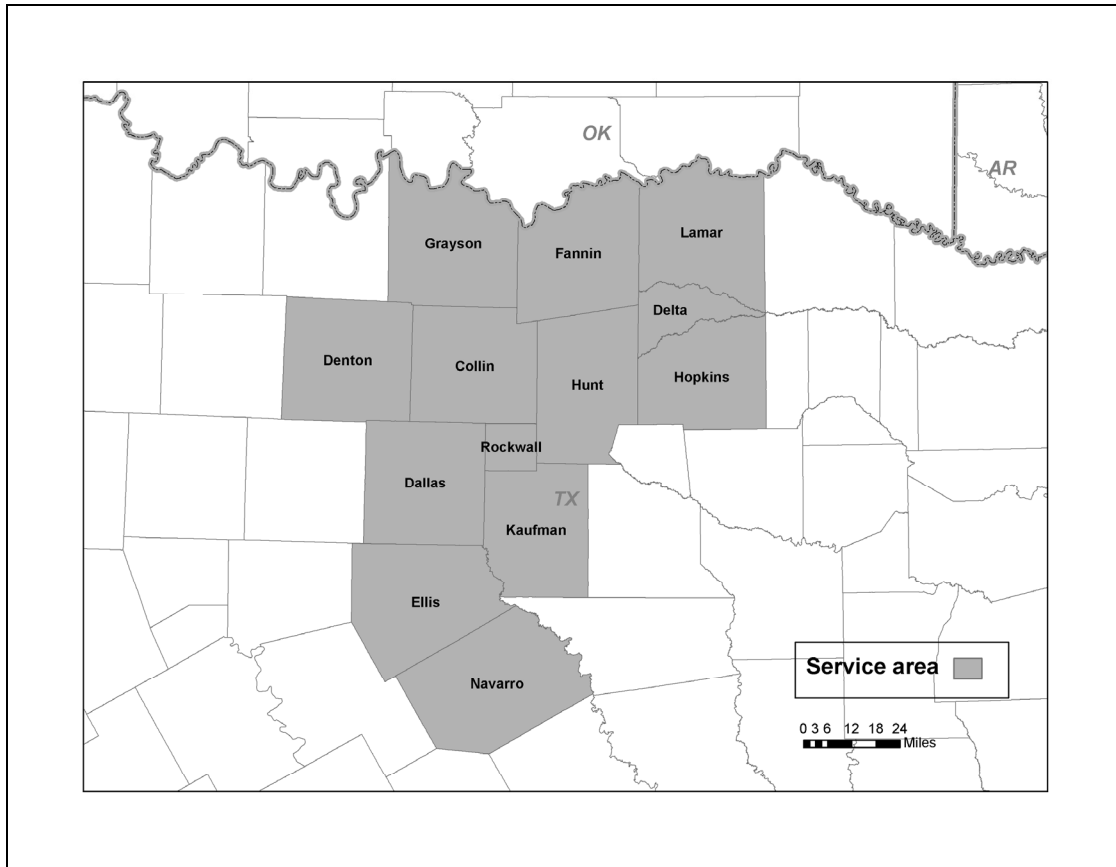 OK
AR
Grayson
Fannin
Lamar
Delta
Denton
Collin
Hunt
Hopkins
Rockwall
Dallas
TX
Kaufman
Ellis
Navarro
Service area
0 3 6 12 18 24
Miles